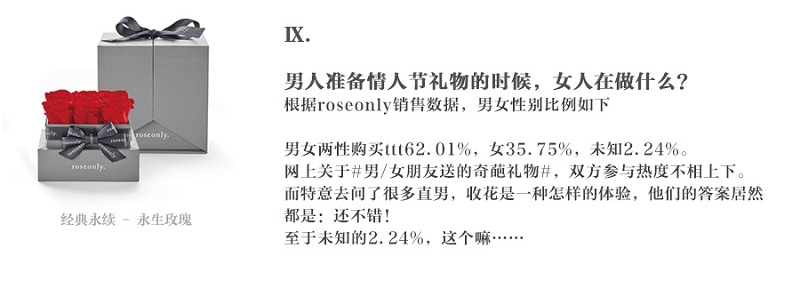 Ⅸ.
男人准备情人节礼物的时候，女人在做什么？
根据roseonly销售数据，男女性别比例如下
男女两性购买ttt62.01%，女35.75%，未知2.24%。
网上关于#男/女朋友送的奇葩礼物#，双方参与热度不相上下。
而特意去问了很多直男，收花是一种怎样的体验，他们的答案居然
都是：还不错！
至于未知的2.24%，这个嘛……
roseonly.
roseonly.
经典永续 - 永生玫瑰